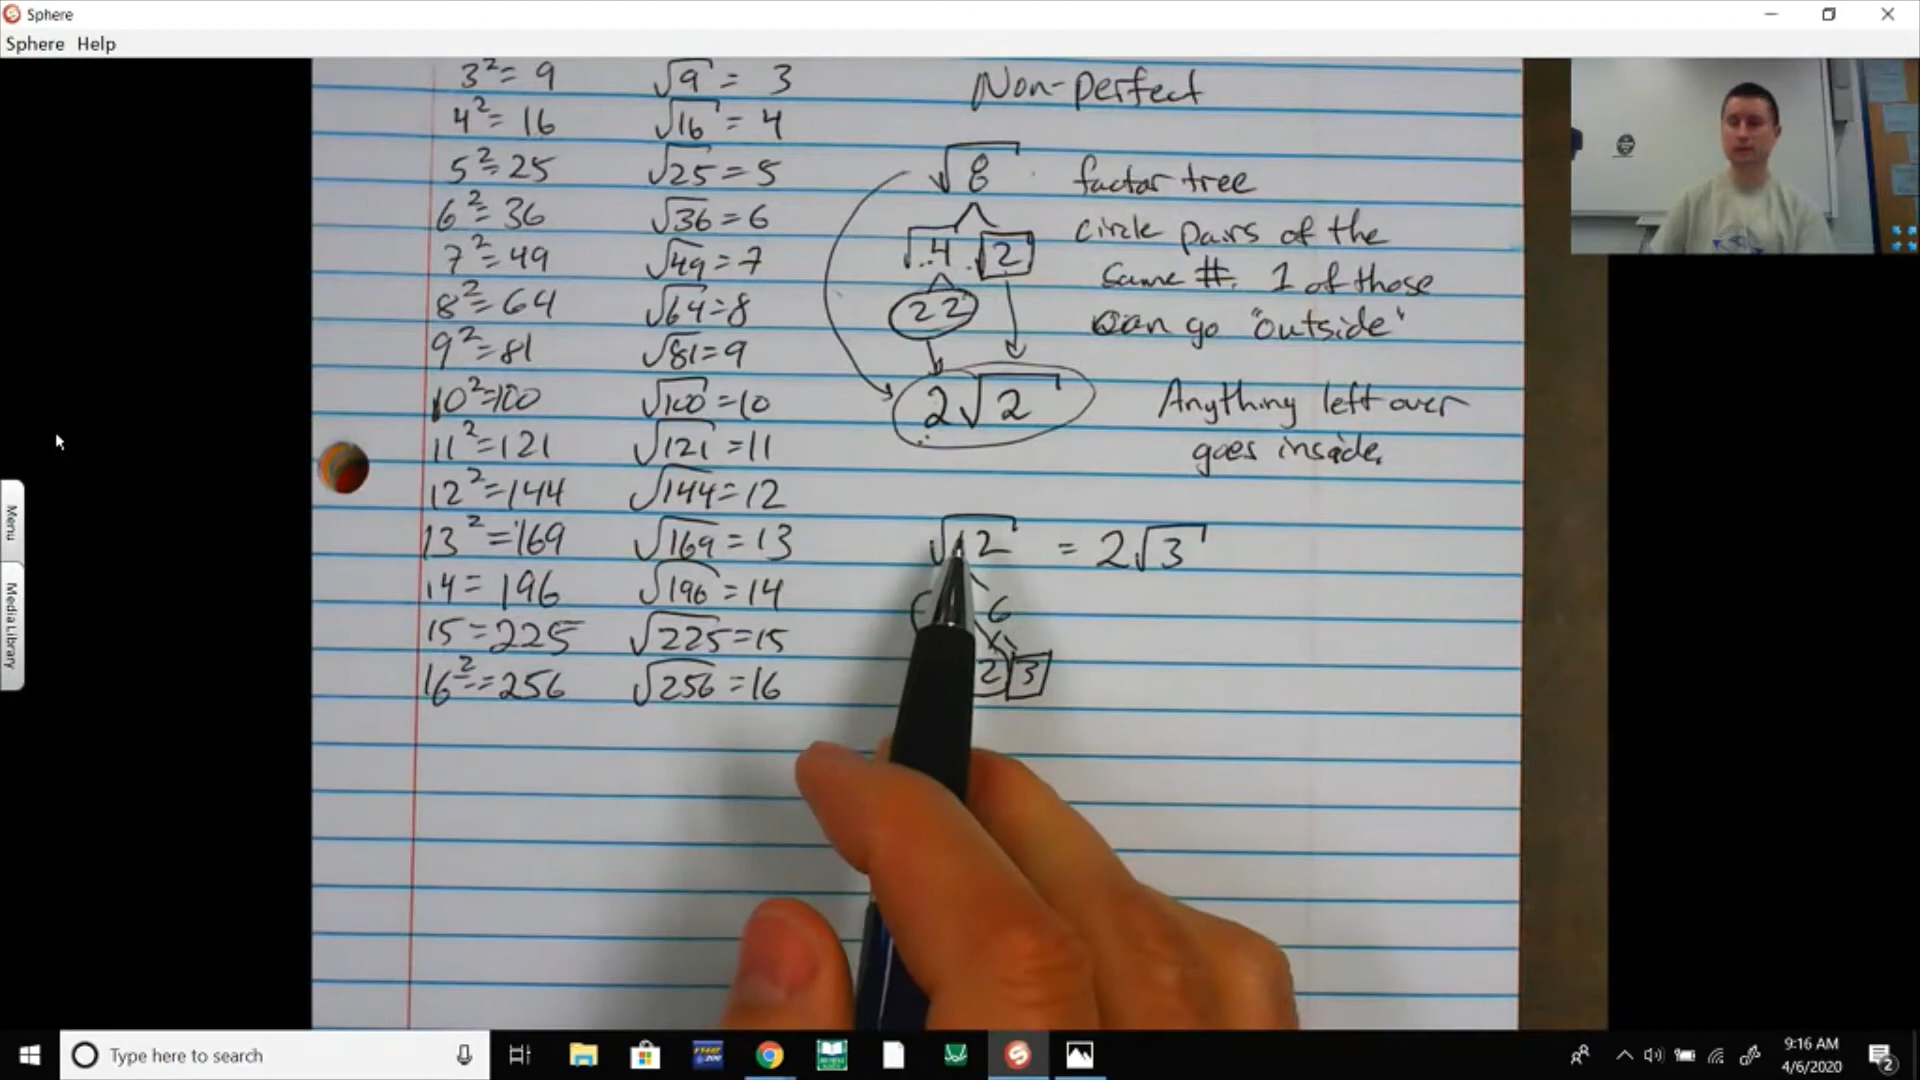 Sphere
Sphere Help
3²= 9
4²= 16
5²=25
6²=36
7²=49
8²=64
9²=81
10²=100
11²=121
12²=144
13²=169
14=196
15=225
16²==256
√9 = 3
√16 = 4
√25=5
√36=6
√49=7
√64=8
√81=9
√100=10
√121=11
√144=12
√169=13
√196=14
√225=15
√256=16
Non-perfect
√8
√4 √2
2 2
2√2
factor tree
circle pairs of the
same #. 1 of those
can go "outside"
Anything left over
goes inside.
√12 = 2√3
6
2 3
Menu
Media Library
Type here to search
9:16 AM
4/6/2020
2